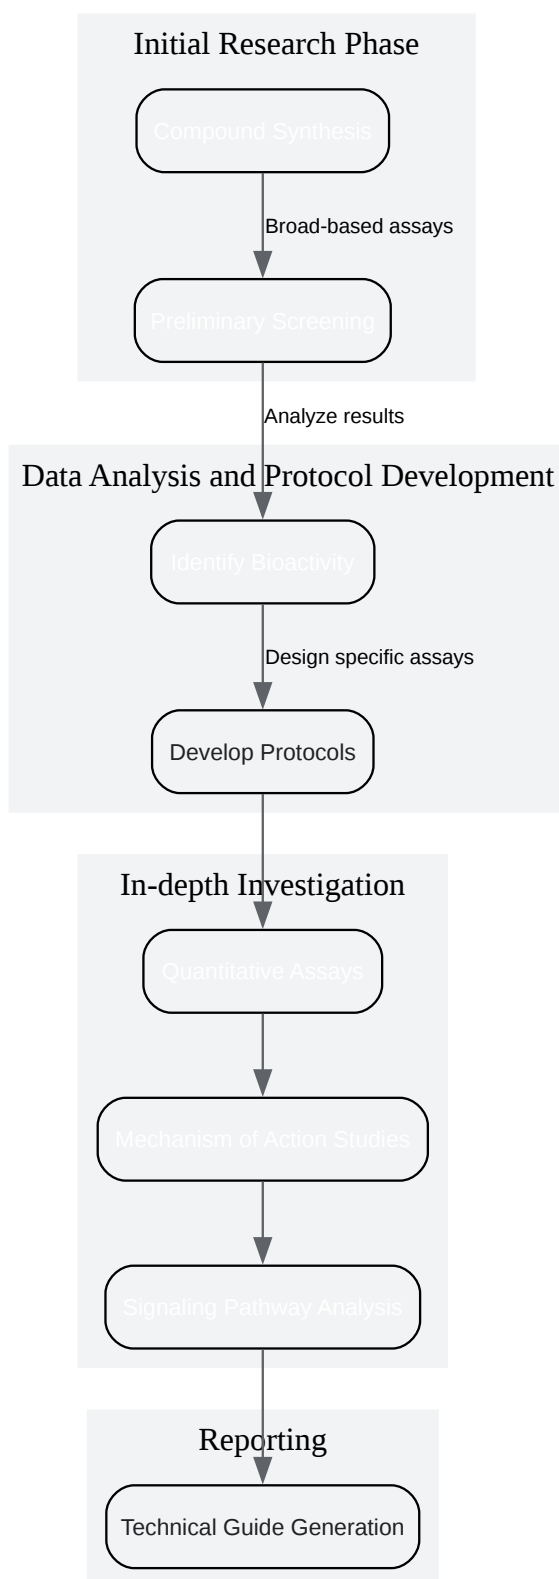 Initial Research Phase
Compound Synthesis
Broad-based assays
Preliminary Screening
Analyze results
Data Analysis and Protocol Development
Identify Bioactivity
Design specific assays
Develop Protocols
In-depth Investigation
Quantitative Assays
Mechanism of Action Studies
Signaling Pathway Analysis
Reporting
Technical Guide Generation